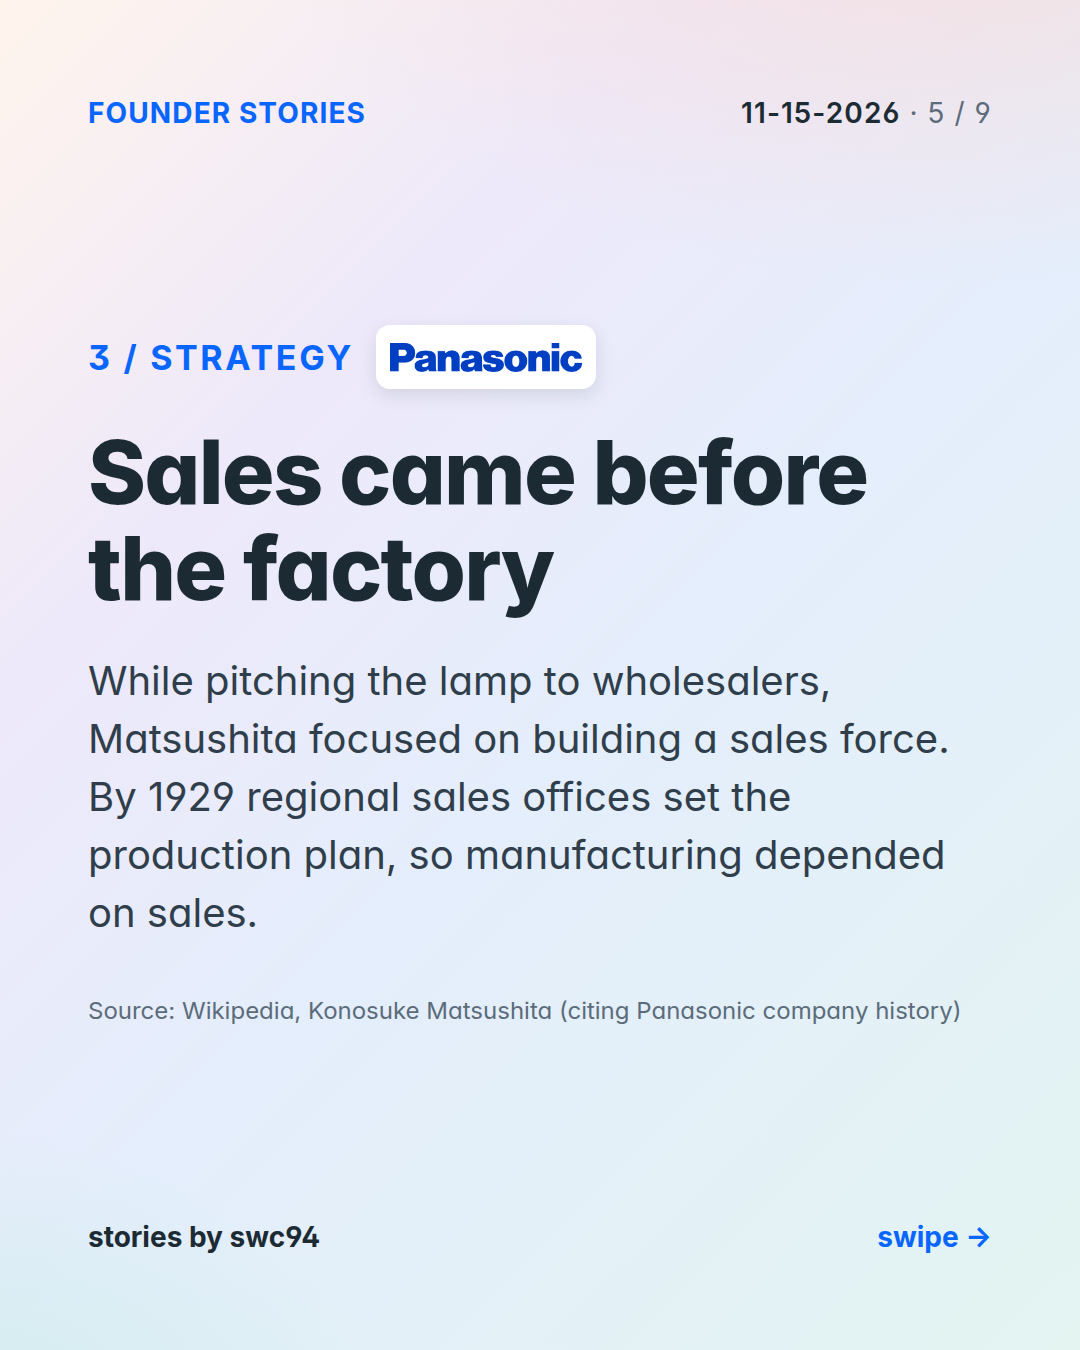 FOUNDER STORIES
11-15-2026 · 5 / 9
3 / STRATEGY Panasonic
Sales came before
the factory
While pitching the lamp to wholesalers,
Matsushita focused on building a sales force.
By 1929 regional sales offices set the
production plan, so manufacturing depended
on sales.
Source: Wikipedia, Konosuke Matsushita (citing Panasonic company history)
stories by swc94
swipe →